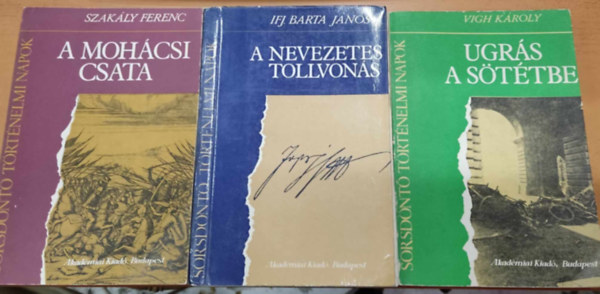 SZAKÁLY FERENC
A MOHÁCSI
CSATA
SORSDÖNTŐ TÖRTÉNELMI NAPOK
Akadémiai Kiadó, Budapest
IFJ BARTA JÁNOS
A NEVEZETES
TOLLVONÁS
SORSDÖNTŐ TÖRTÉNELMI NAPOK
Akadémiai Kiadó, Budapest
VIGH KÁROLY
UGRÁS
A SÖTÉTBE
SORSDÖNTŐ TÖRTÉNELMI NAPOK
Akadémiai Kiadó, Budapest